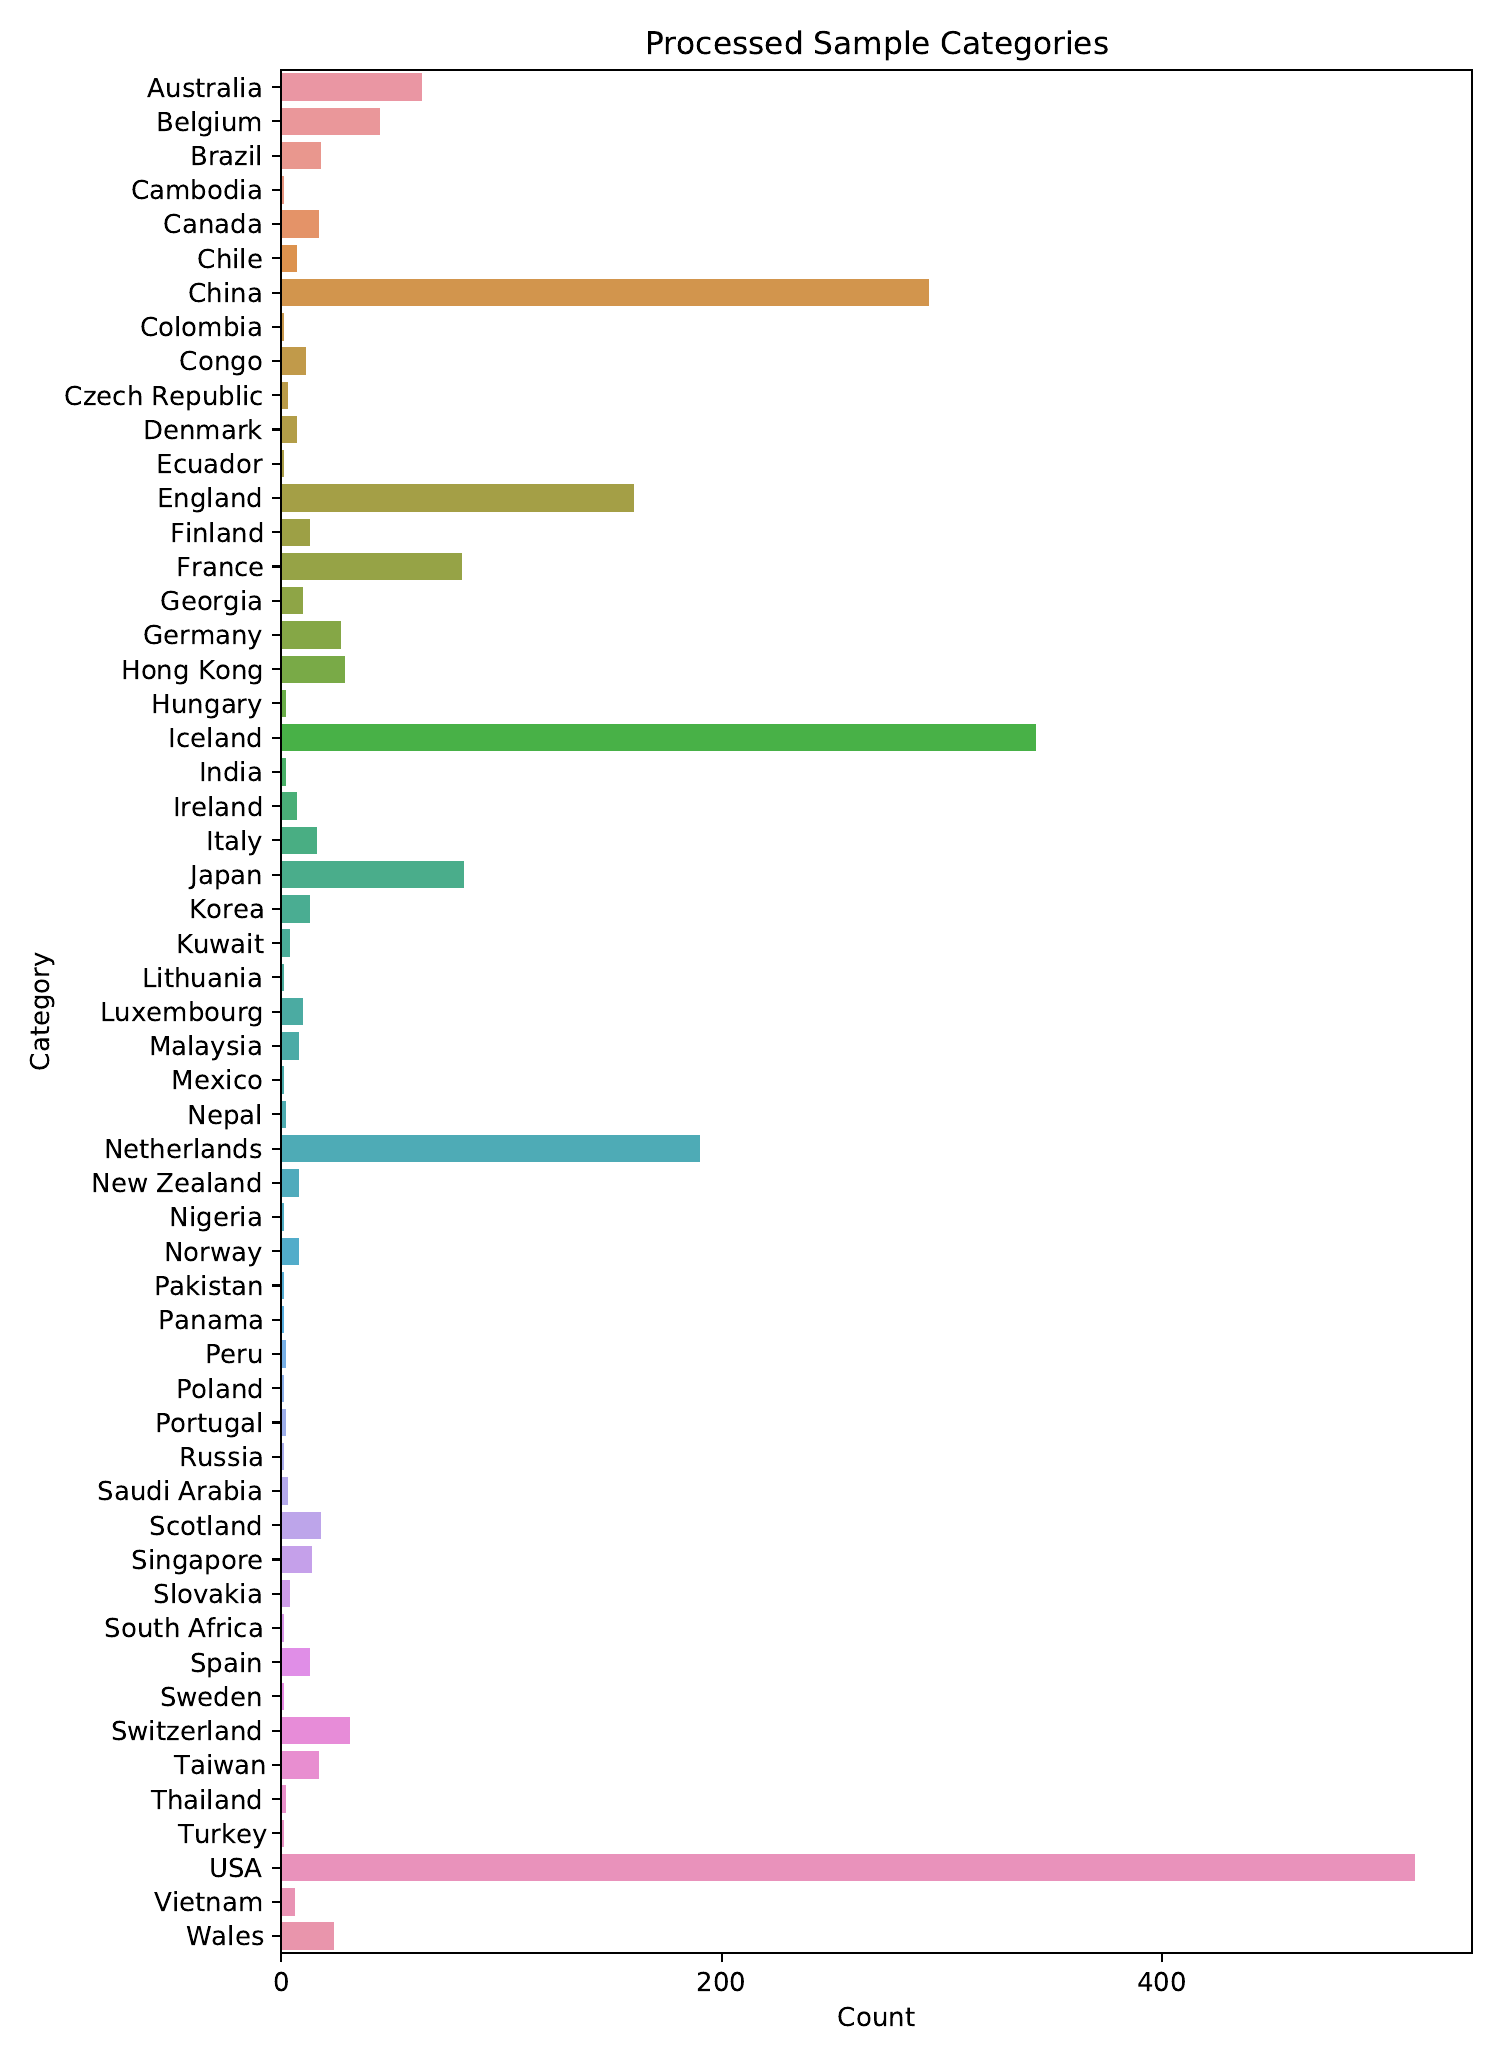 Processed Sample Categories
Australia
Belgium
Brazil
Cambodia
Canada
Chile
China
Colombia
Congo
Czech Republic
Denmark
Ecuador
England
Finland
France
Georgia
Germany
Hong Kong
Hungary
Iceland
India
Ireland
Italy
Japan
Korea
Kuwait
Lithuania
Luxembourg
Malaysia
Mexico
Nepal
Netherlands
New Zealand
Nigeria
Norway
Pakistan
Panama
Peru
Poland
Portugal
Russia
Saudi Arabia
Scotland
Singapore
Slovakia
South Africa
Spain
Sweden
Switzerland
Taiwan
Thailand
Turkey
USA
Vietnam
Wales
Category
0 200 400
Count